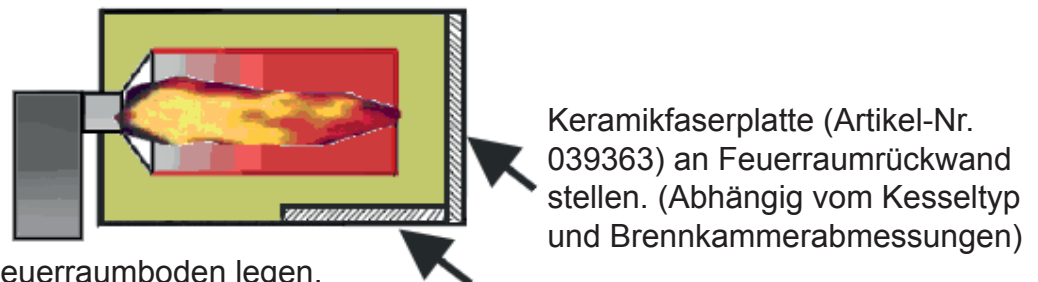 Keramikfaserplatte (Artikel-Nr.
039363) an Feuerraumrückwand
stellen. (Abhängig vom Kesseltyp
und Brennkammerabmessungen)
euerraumboden legen.